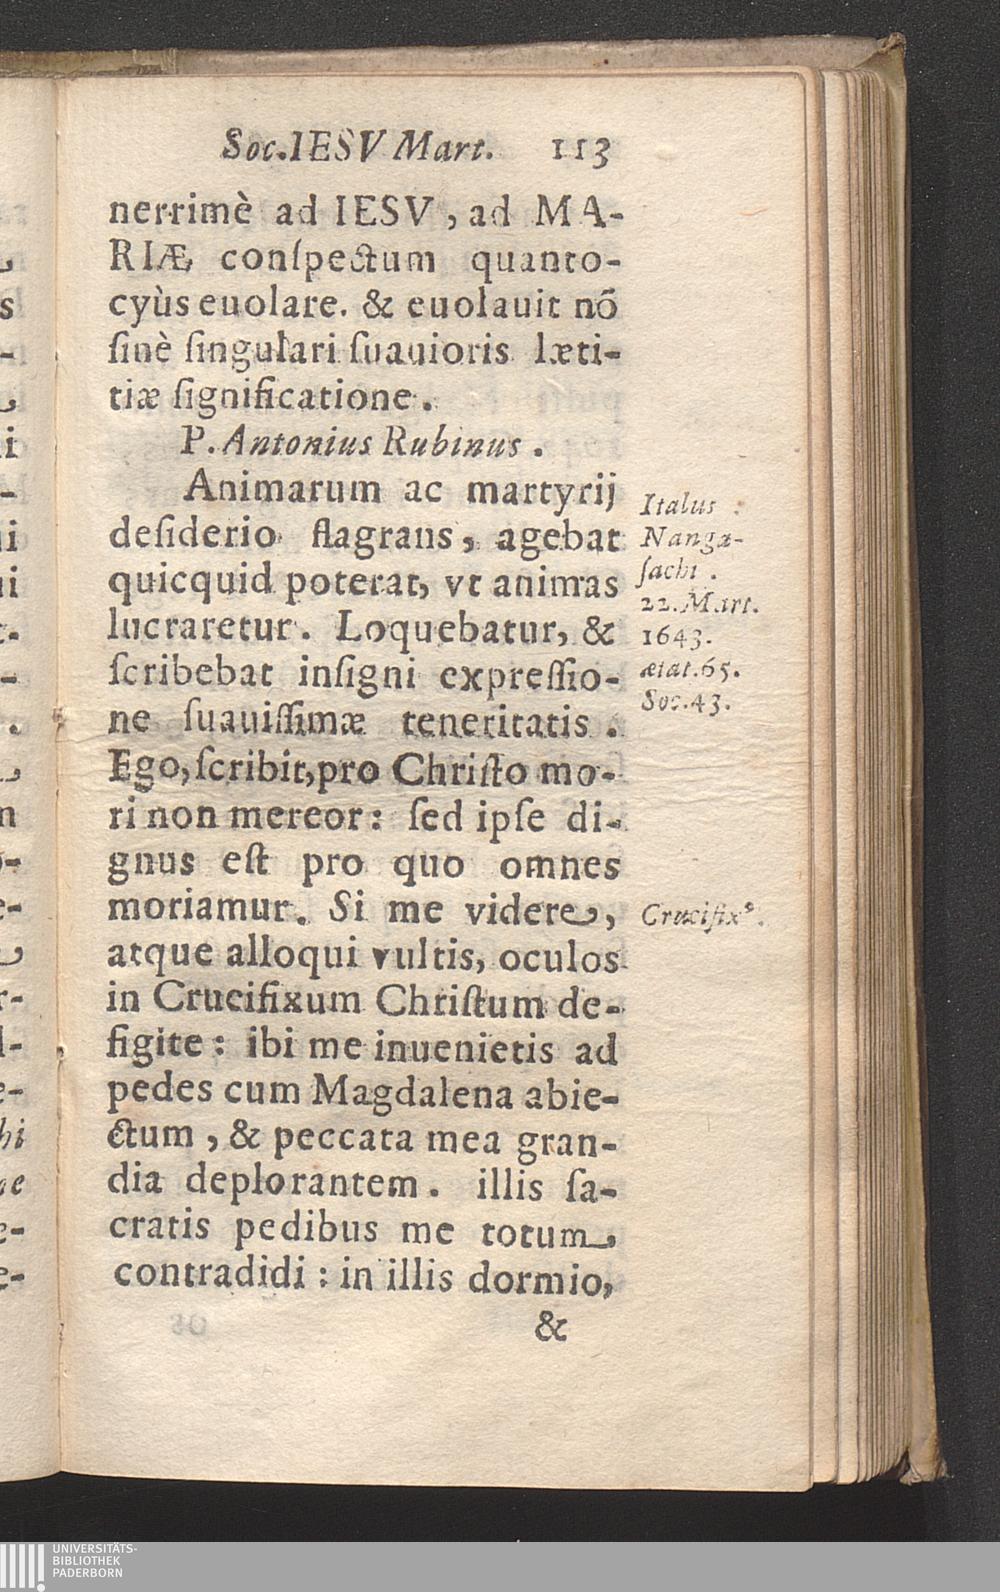 Soc. IESV Mart. 113
nerrimè ad IESV, ad MA-
RIÆ conſpectum quanto-
cyùs euolare. & euolauit nõ
ſinè ſingulari ſuauioris læti-
tiæ ſignificatione.
P. Antonius Rubinus.
Animarum ac martyrij
deſiderio flagrans, agebat
quicquid poterat, vt animas
lucraretur. Loquebatur, &
ſcribebat inſigni expreſſio-
ne ſuauiſſimæ teneritatis.
Ego, ſcribit, pro Chriſto mo-
ri non mereor: ſed ipſe di-
gnus eſt pro quo omnes
moriamur. Si me videre,
atque alloqui vultis, oculos
in Crucifixum Chriſtum de-
figite: ibi me inuenietis ad
pedes cum Magdalena abie-
ctum, & peccata mea gran-
dia deplorantem. illis ſa-
cratis pedibus me totum
contradidi: in illis dormio,
&
Italus:
Nanga-
ſachi.
22. Mart.
1643.
ætat. 65.
Soc. 43.
Crucifixꝰ.
UNIVERSITÄTS-
BIBLIOTHEK
PADERBORN